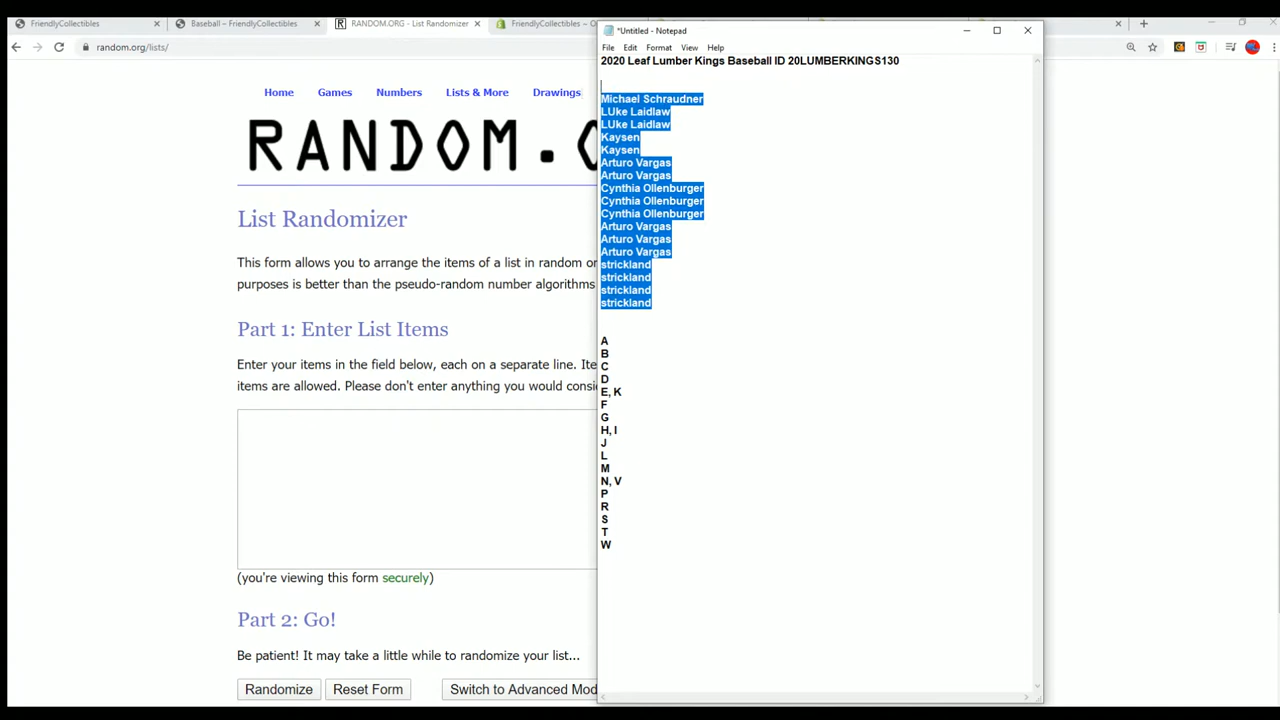 FriendlyCollectibles
Baseball – FriendlyCollectibles
RANDOM.ORG - List Randomizer
FriendlyCollectibles ~ O
random.org/lists/
*Untitled - Notepad
File Edit Format View Help
2020 Leaf Lumber Kings Baseball ID 20LUMBERKINGS130
Michael Schraudner
LUke Laidlaw
LUke Laidlaw
Kaysen
Kaysen
Arturo Vargas
Arturo Vargas
Cynthia Ollenburger
Cynthia Ollenburger
Cynthia Ollenburger
Arturo Vargas
Arturo Vargas
Arturo Vargas
strickland
strickland
strickland
strickland
A
B
C
D
E, K
F
G
H, I
J
L
M
N, V
P
R
S
T
W
Home Games Numbers Lists & More Drawings
RANDOM.O
List Randomizer
This form allows you to arrange the items of a list in random or
purposes is better than the pseudo-random number algorithms
Part 1: Enter List Items
Enter your items in the field below, each on a separate line. Ite
items are allowed. Please don't enter anything you would consi
(you're viewing this form securely)
Part 2: Go!
Be patient! It may take a little while to randomize your list...
Randomize Reset Form Switch to Advanced Mod